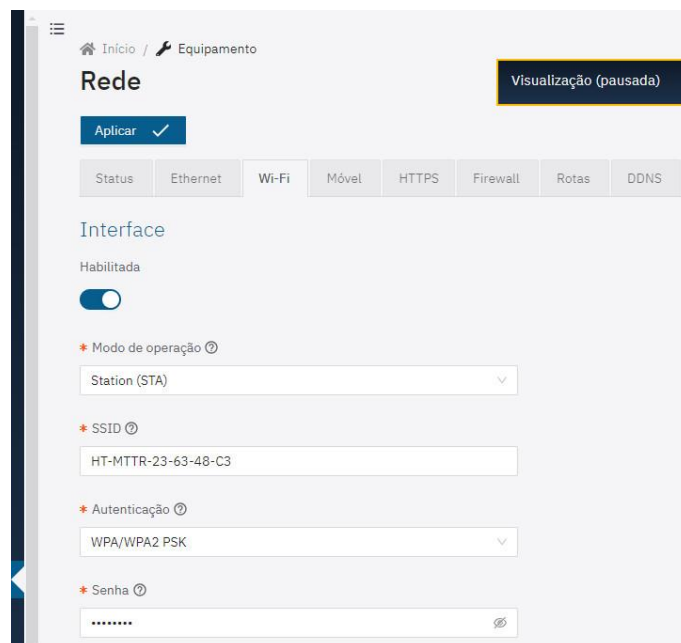 Início / Equipamento
Rede
Visualização (pausada)
Aplicar
Status Ethernet Wi-Fi Móvel HTTPS Firewall Rotas DDNS
Interface
Habilitada
* Modo de operação
Station (STA)
* SSID
HT-MTTR-23-63-48-C3
* Autenticação
WPA/WPA2 PSK
* Senha
••••••••